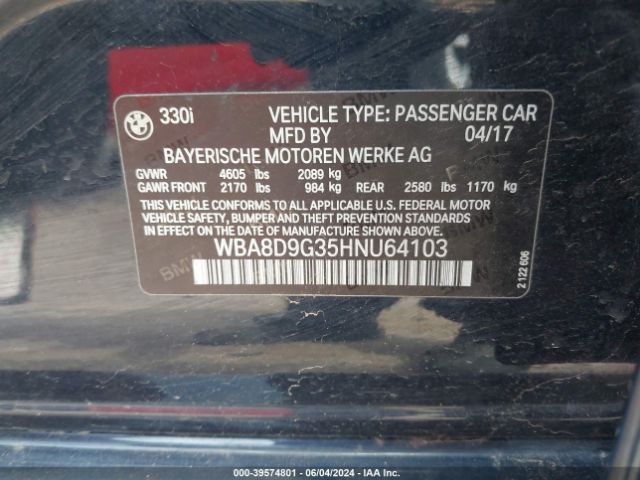 330i VEHICLE TYPE: PASSENGER CAR
MFD BY 04/17
BAYERISCHE MOTOREN WERKE AG
GVWR 4605 lbs 2089 kg
GAWR FRONT 2170 lbs 984 kg REAR 2580 lbs 1170 kg
THIS VEHICLE CONFORMS TO ALL APPLICABLE U.S. FEDERAL MOTOR
VEHICLE SAFETY, BUMPER AND THEFT PREVENTION STANDARDS
IN EFFECT ON THE DATE OF MANUFACTURE SHOWN ABOVE.
WBA8D9G35HNU64103
2 122 606
000-39574801 - 06/04/2024 - IAA Inc.